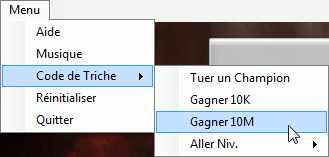 Menu
Aide
Musique
Code de Triche
Réinitialiser
Quitter
Tuer un Champion
Gagner 10K
Gagner 10M
Aller Niv.